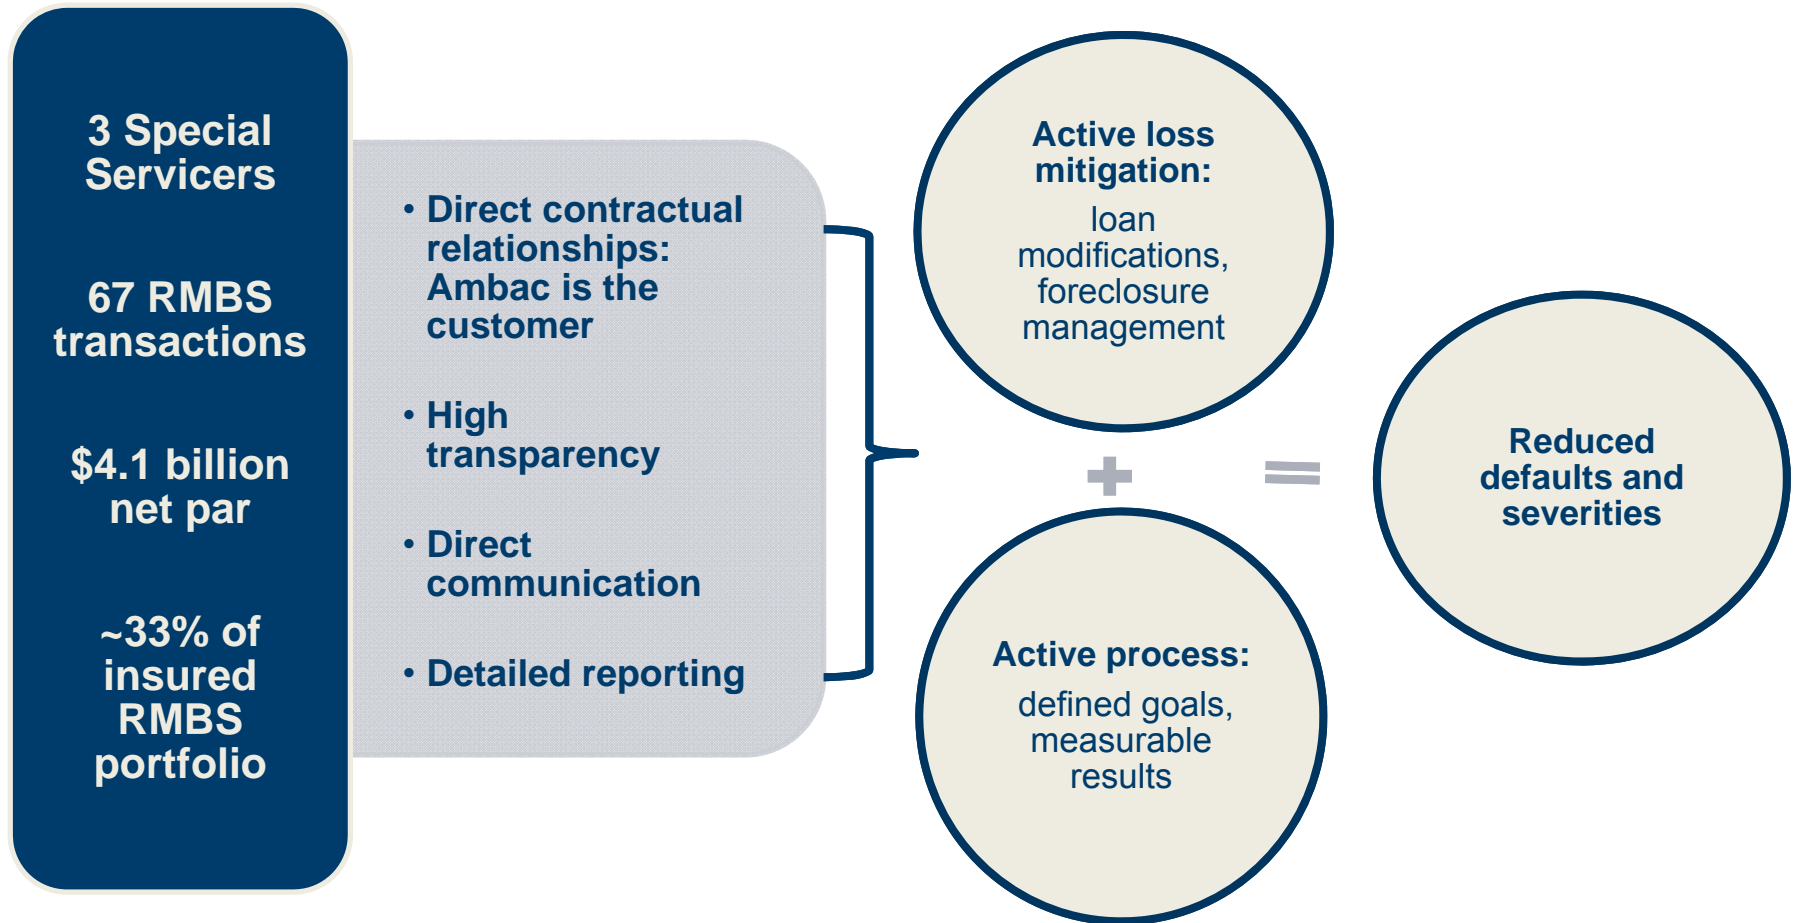 3 Special
Servicers
67 RMBS
transactions
$4.1 billion
net par
~33% of
insured
RMBS
portfolio
• Direct contractual
relationships:
Ambac is the
customer
• High
transparency
• Direct
communication
• Detailed reporting
Active loss
mitigation:
loan
modifications,
foreclosure
management
+
Active process:
defined goals,
measurable
results
=
Reduced
defaults and
severities